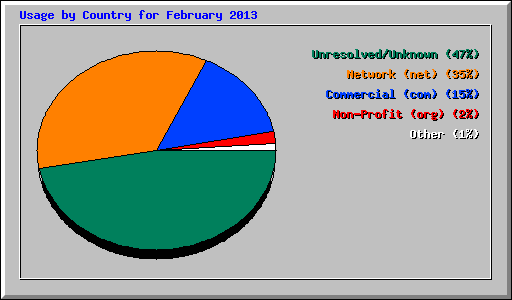 Usage by Country for February 2013
Unresolved/Unknown (47%)
Network (net) (35%)
Commercial (com) (15%)
Non-Profit (org) (2%)
Other (1%)